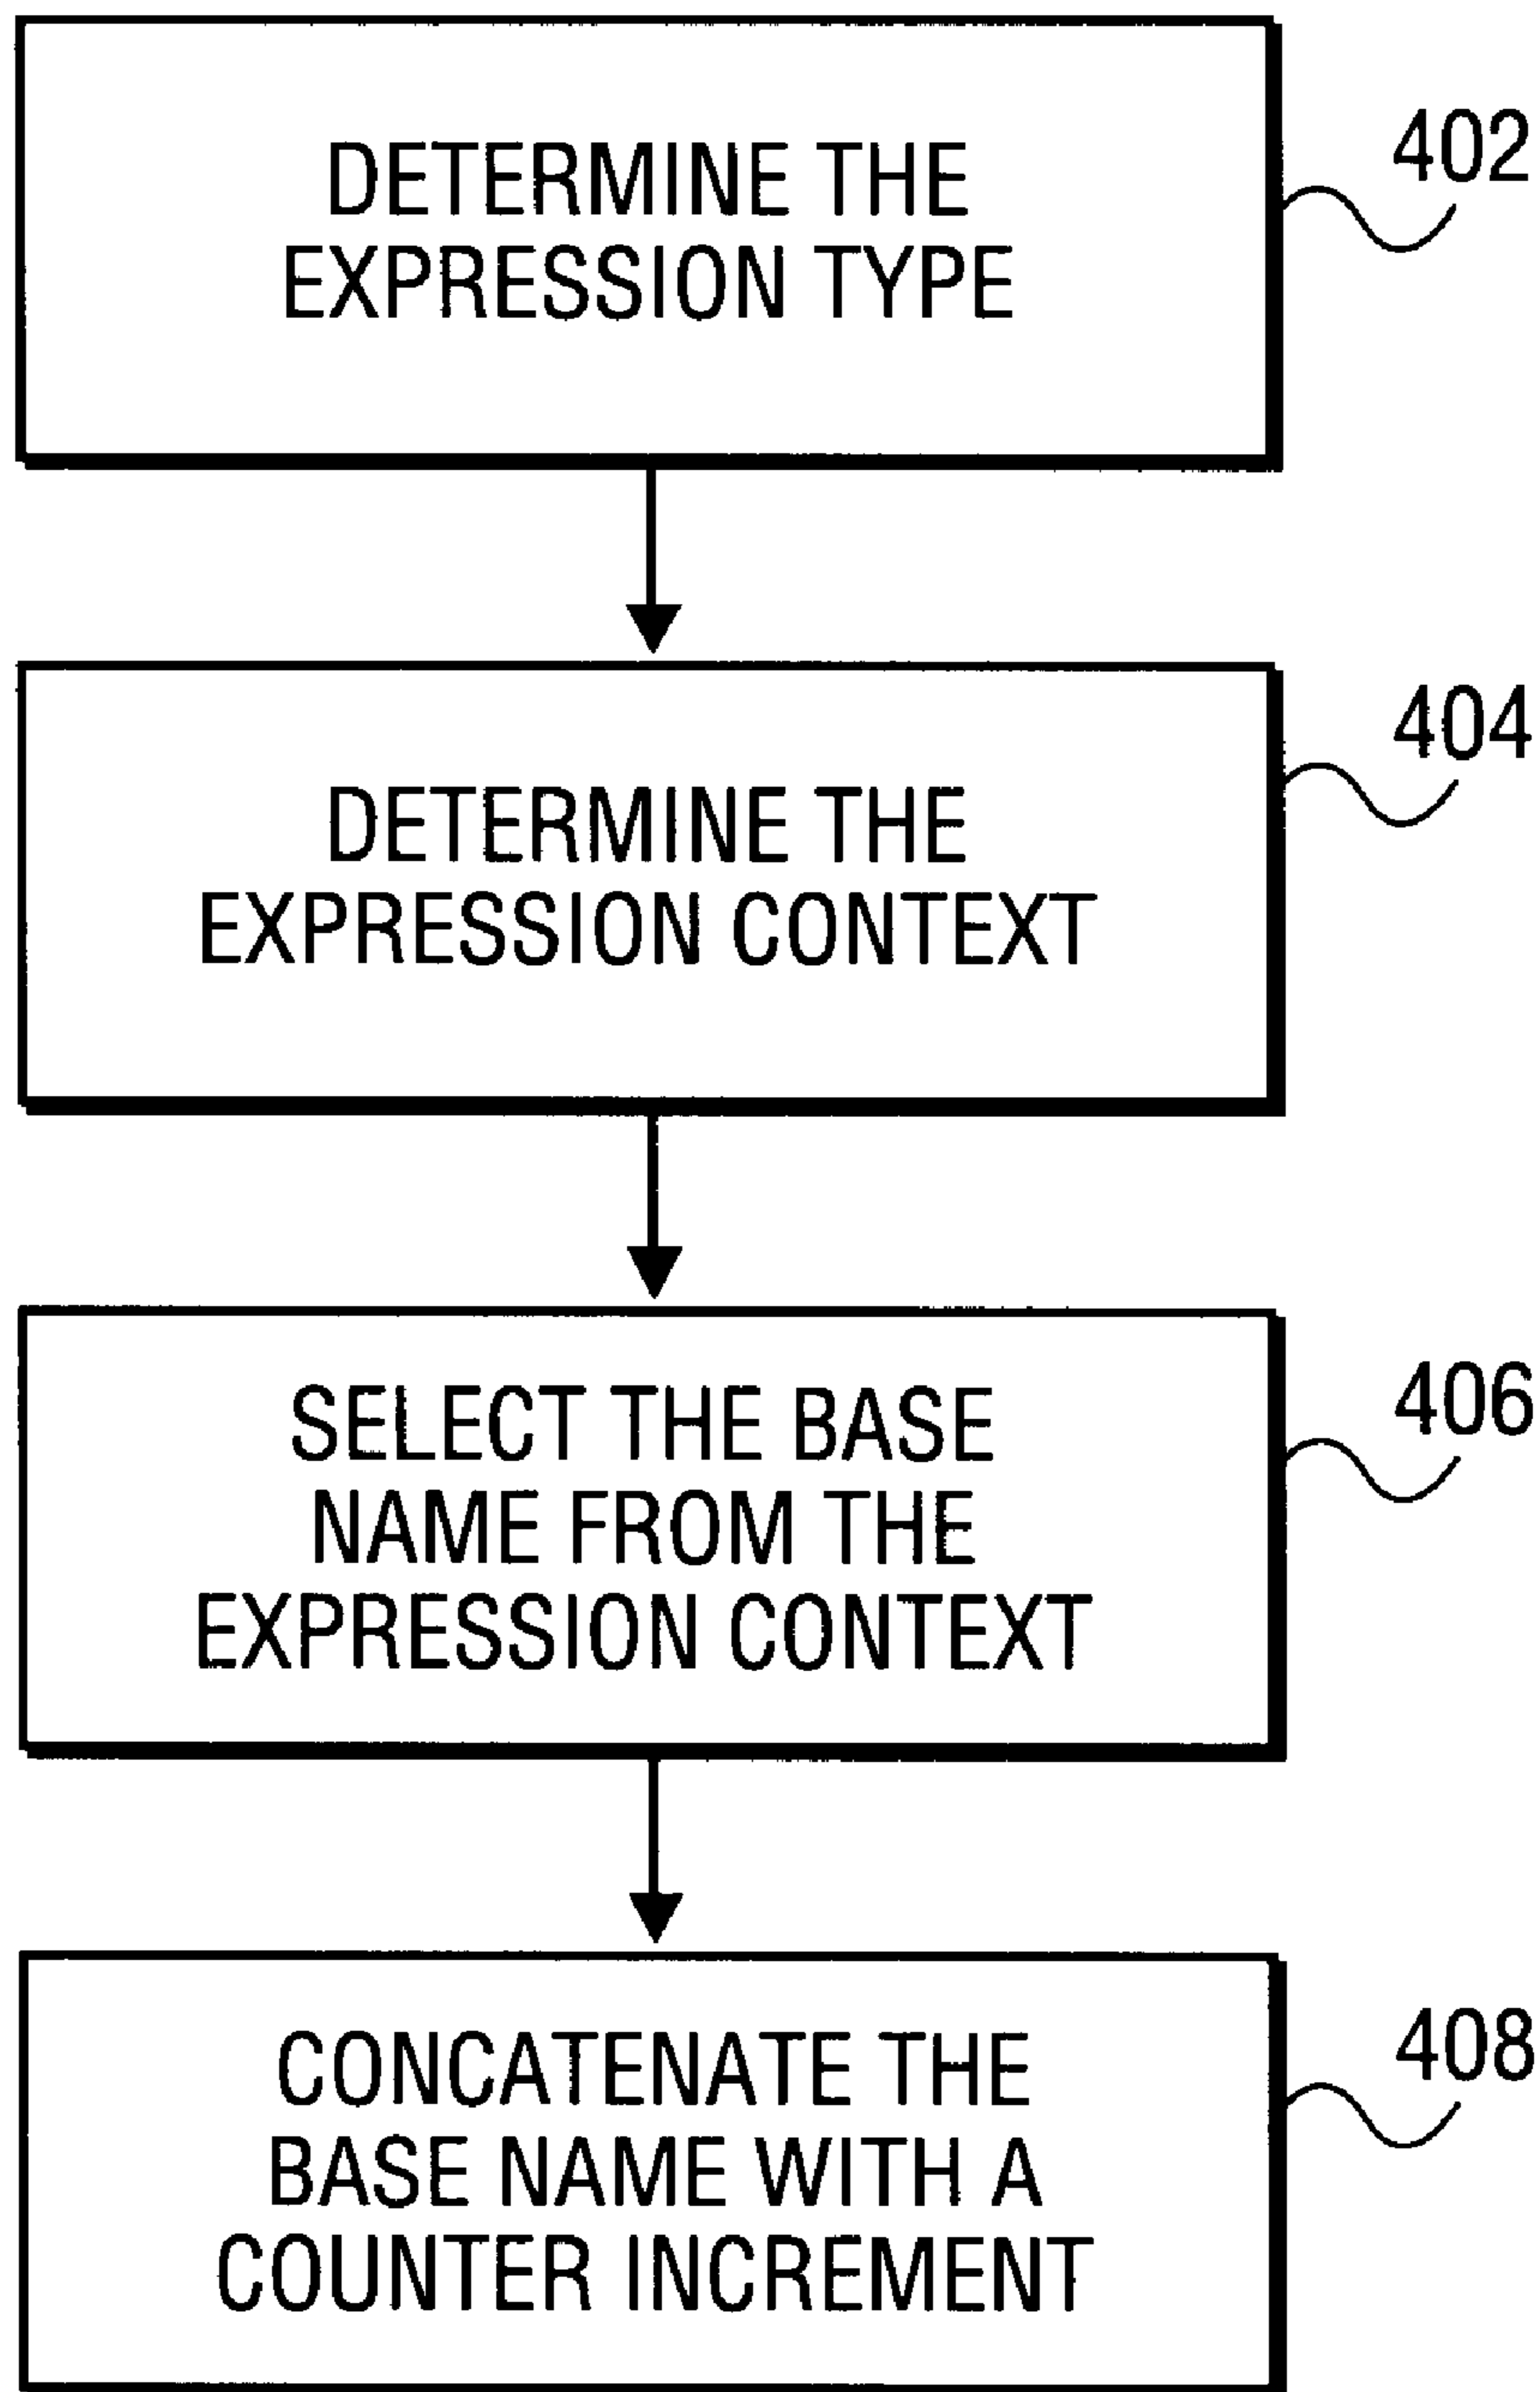 DETERMINE THE
EXPRESSION TYPE
402
DETERMINE THE
EXPRESSION CONTEXT
404
SELECT THE BASE
NAME FROM THE
EXPRESSION CONTEXT
406
CONCATENATE THE
BASE NAME WITH A
COUNTER INCREMENT
408